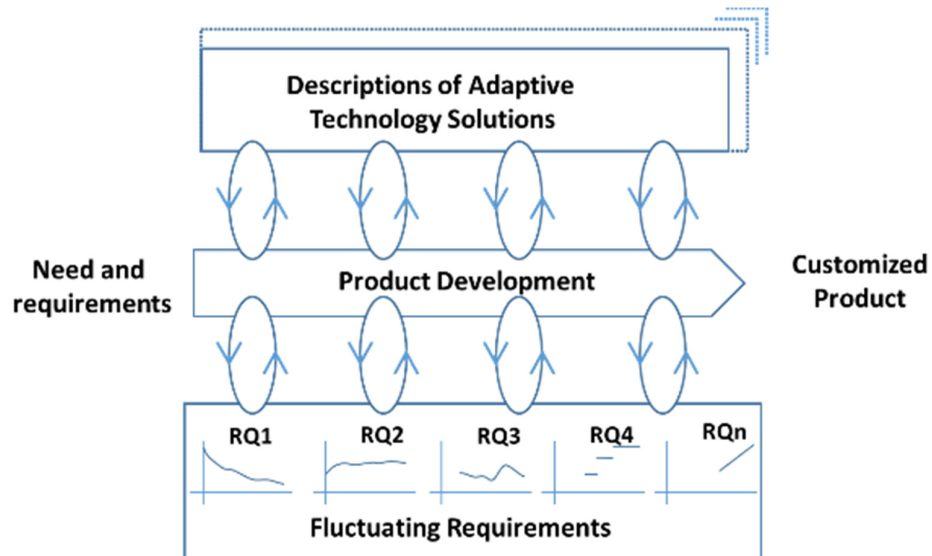 Descriptions of Adaptive
Technology Solutions
Need and
requirements
Product Development
Customized
Product
RQ1
RQ2
RQ3
RQ4
RQn
Fluctuating Requirements